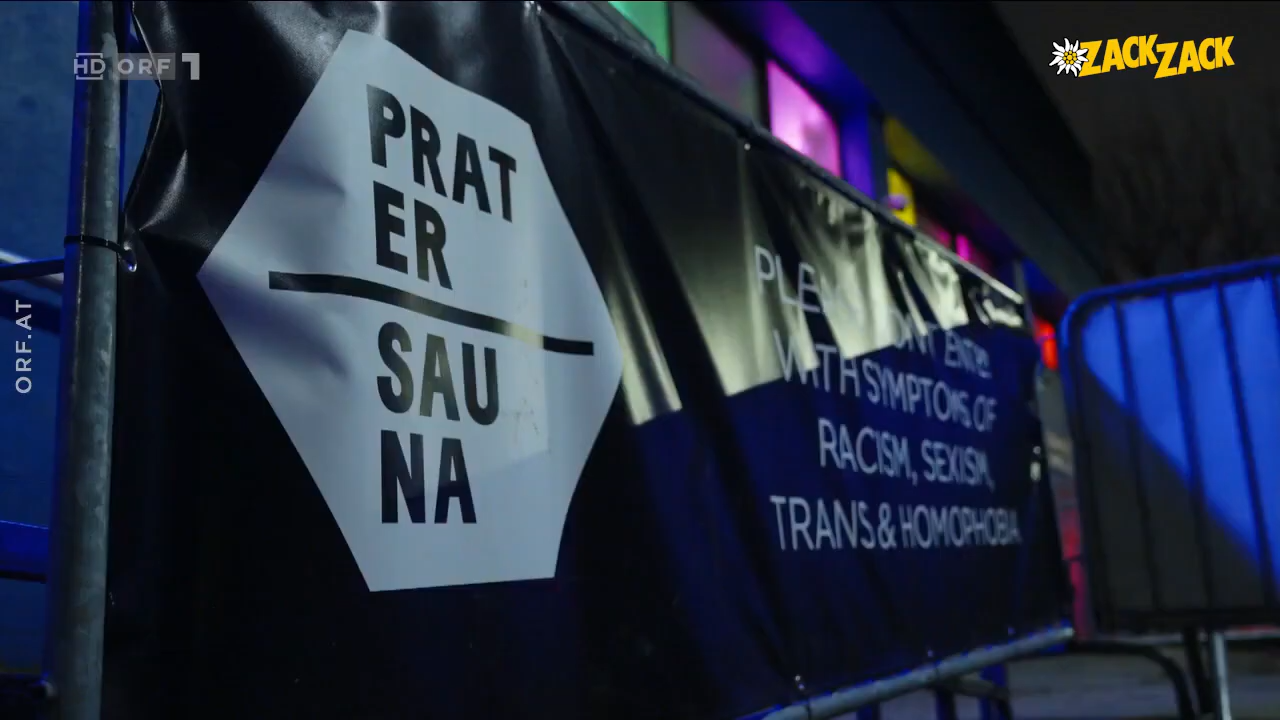 HD ORF 1
ZACKZACK
ORF.AT
PRAT
ER
SAU
NA
DON'T ENTER
WITH SYMPTOMS OF
RACISM, SEXISM,
TRANS & HOMOPHOBIA